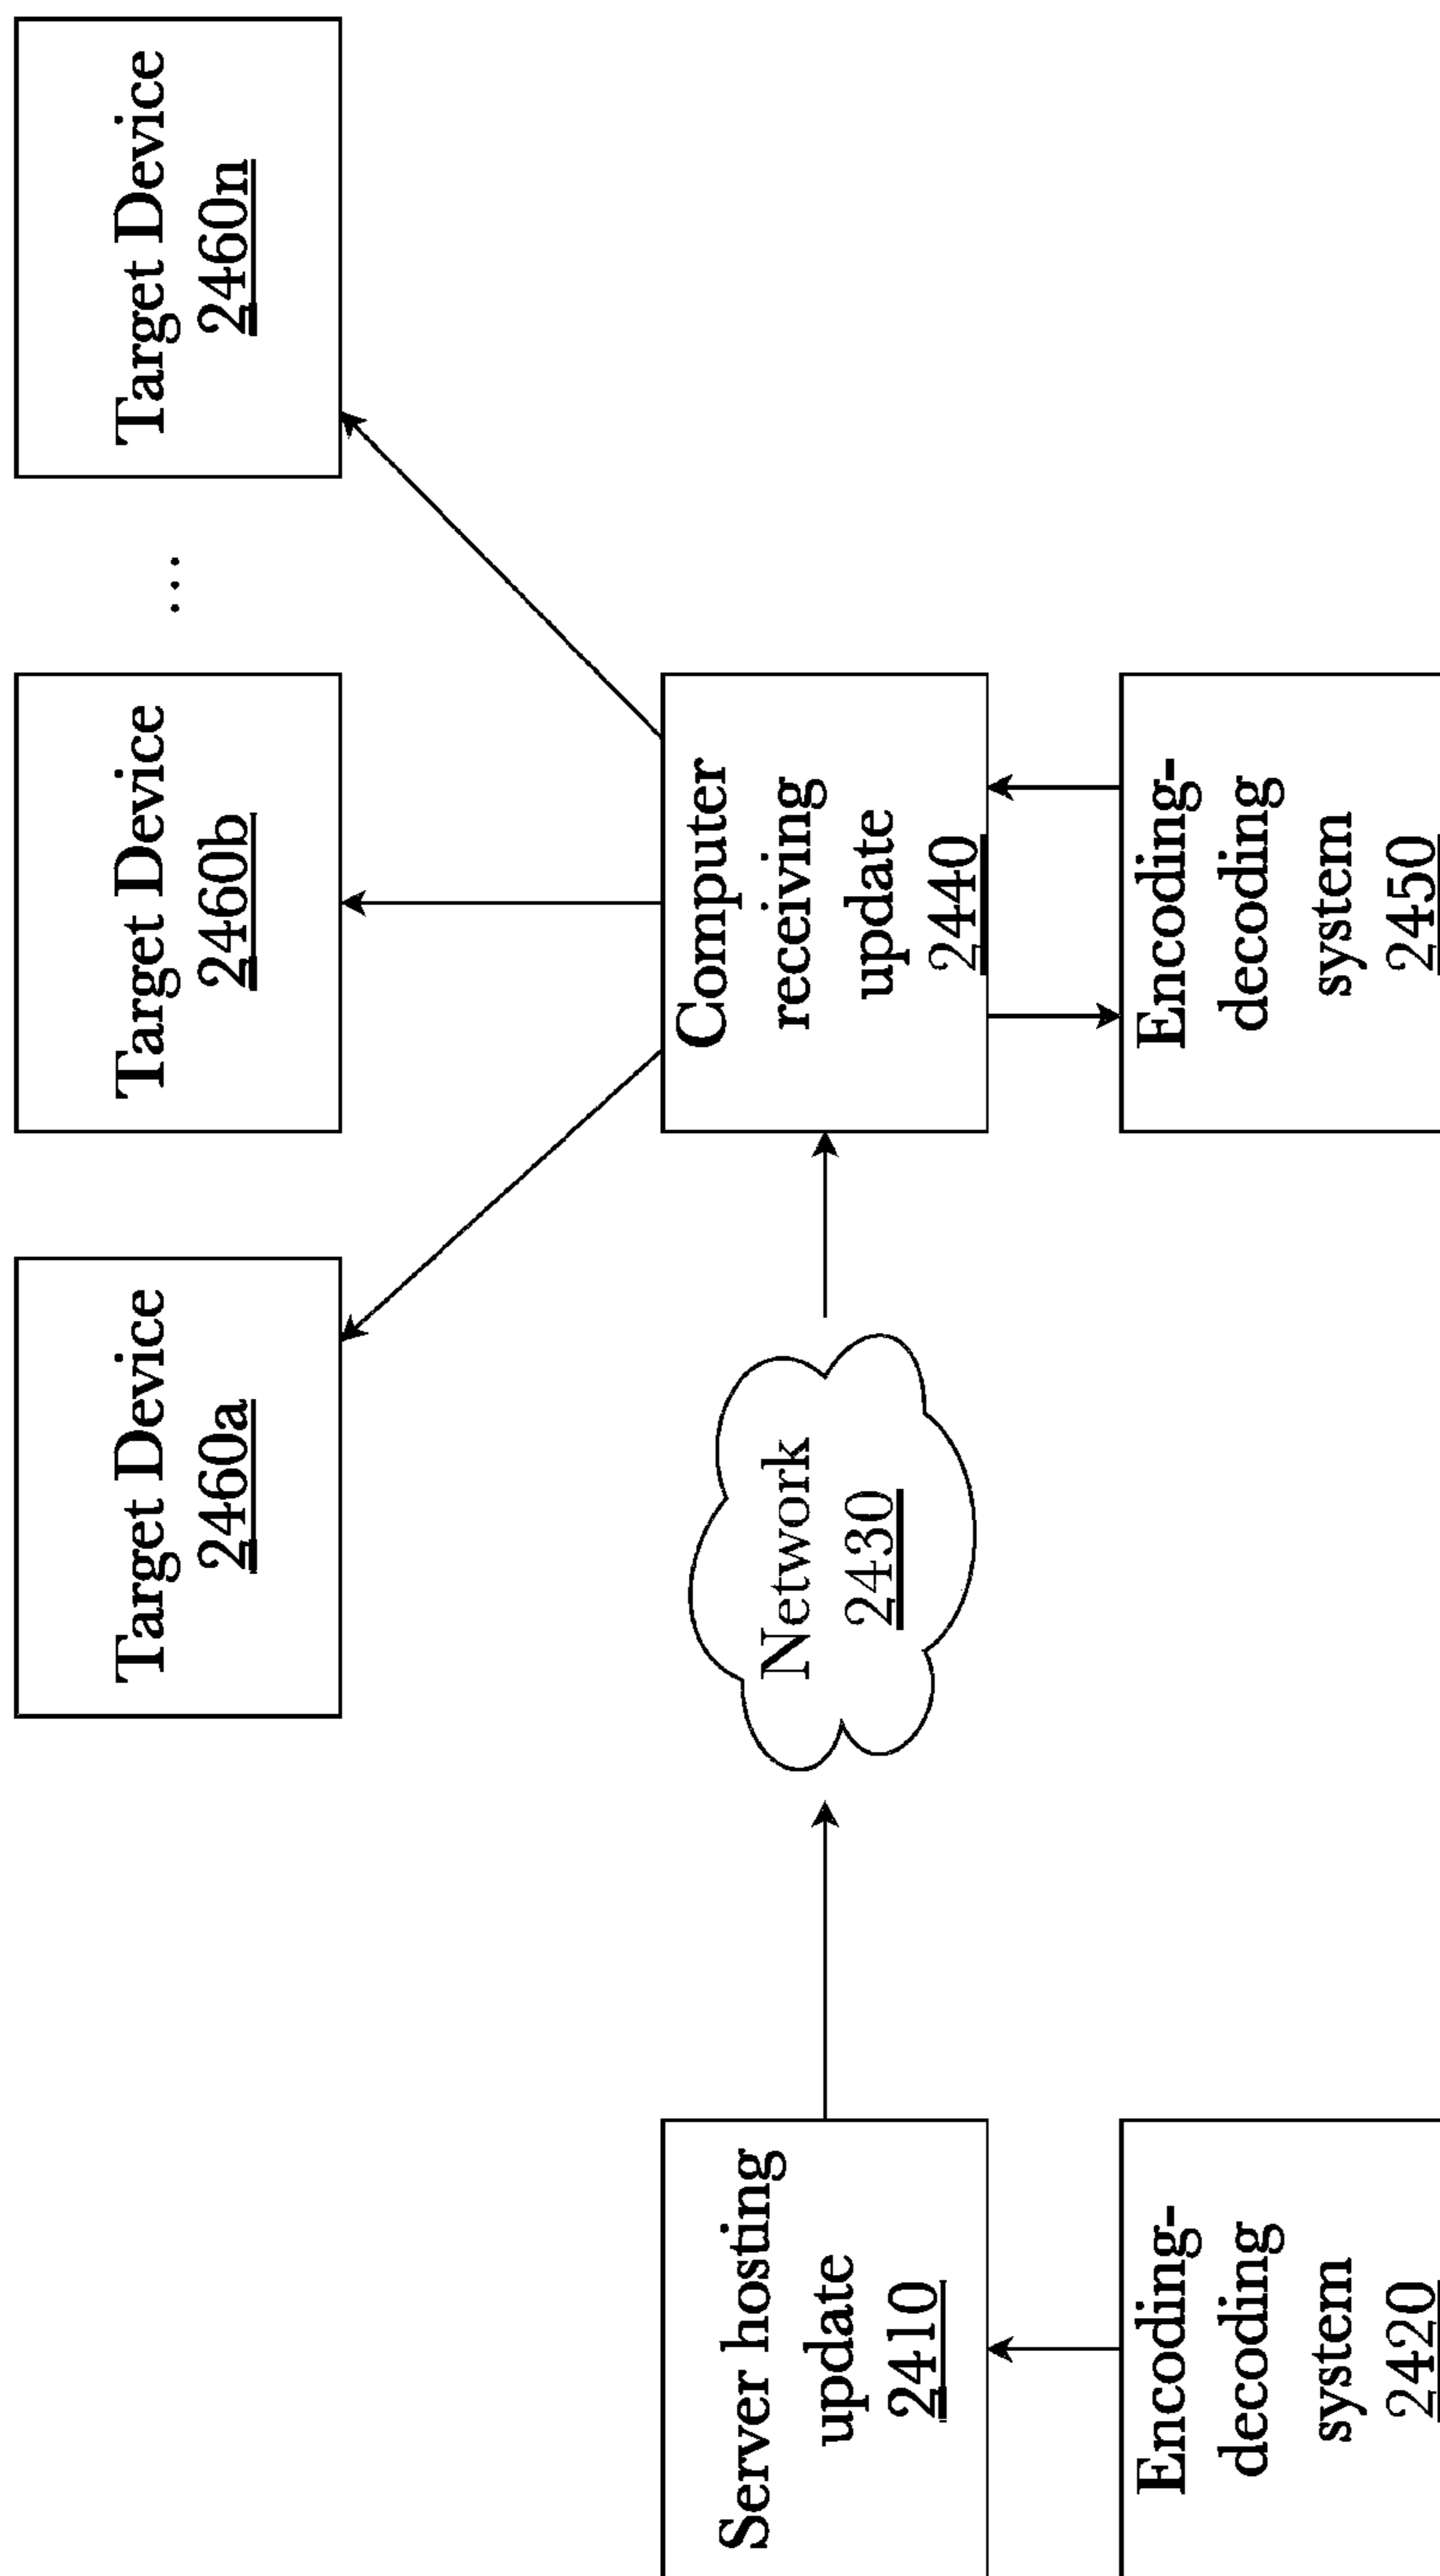 Target Device
2460a
Target Device
2460b
...
Target Device
2460n
Server hosting
update
2410
Network
2430
Computer
receiving
update
2440
Encoding-
decoding
system
2420
Encoding-
decoding
system
2450